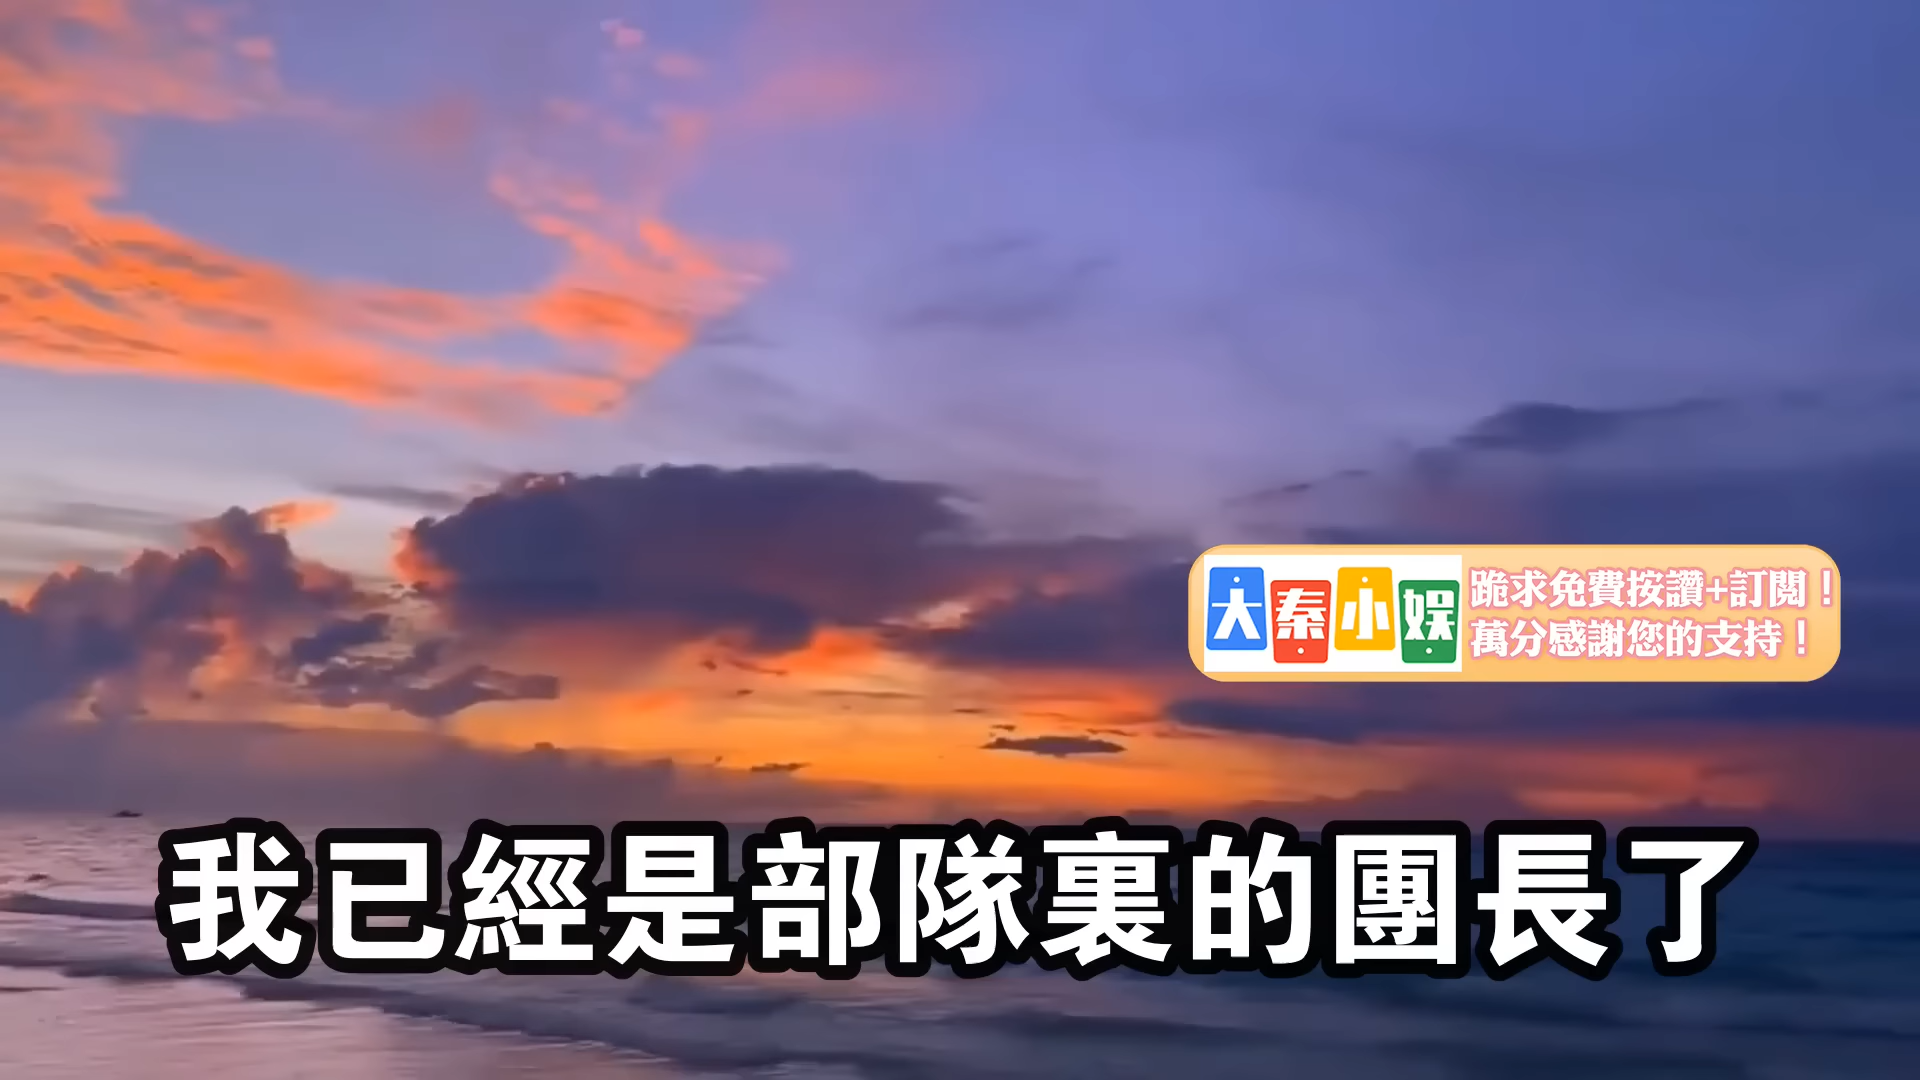 大秦小娱
跪求免費按讚+訂閱！
萬分感謝您的支持！
我已經是部隊裏的團長了